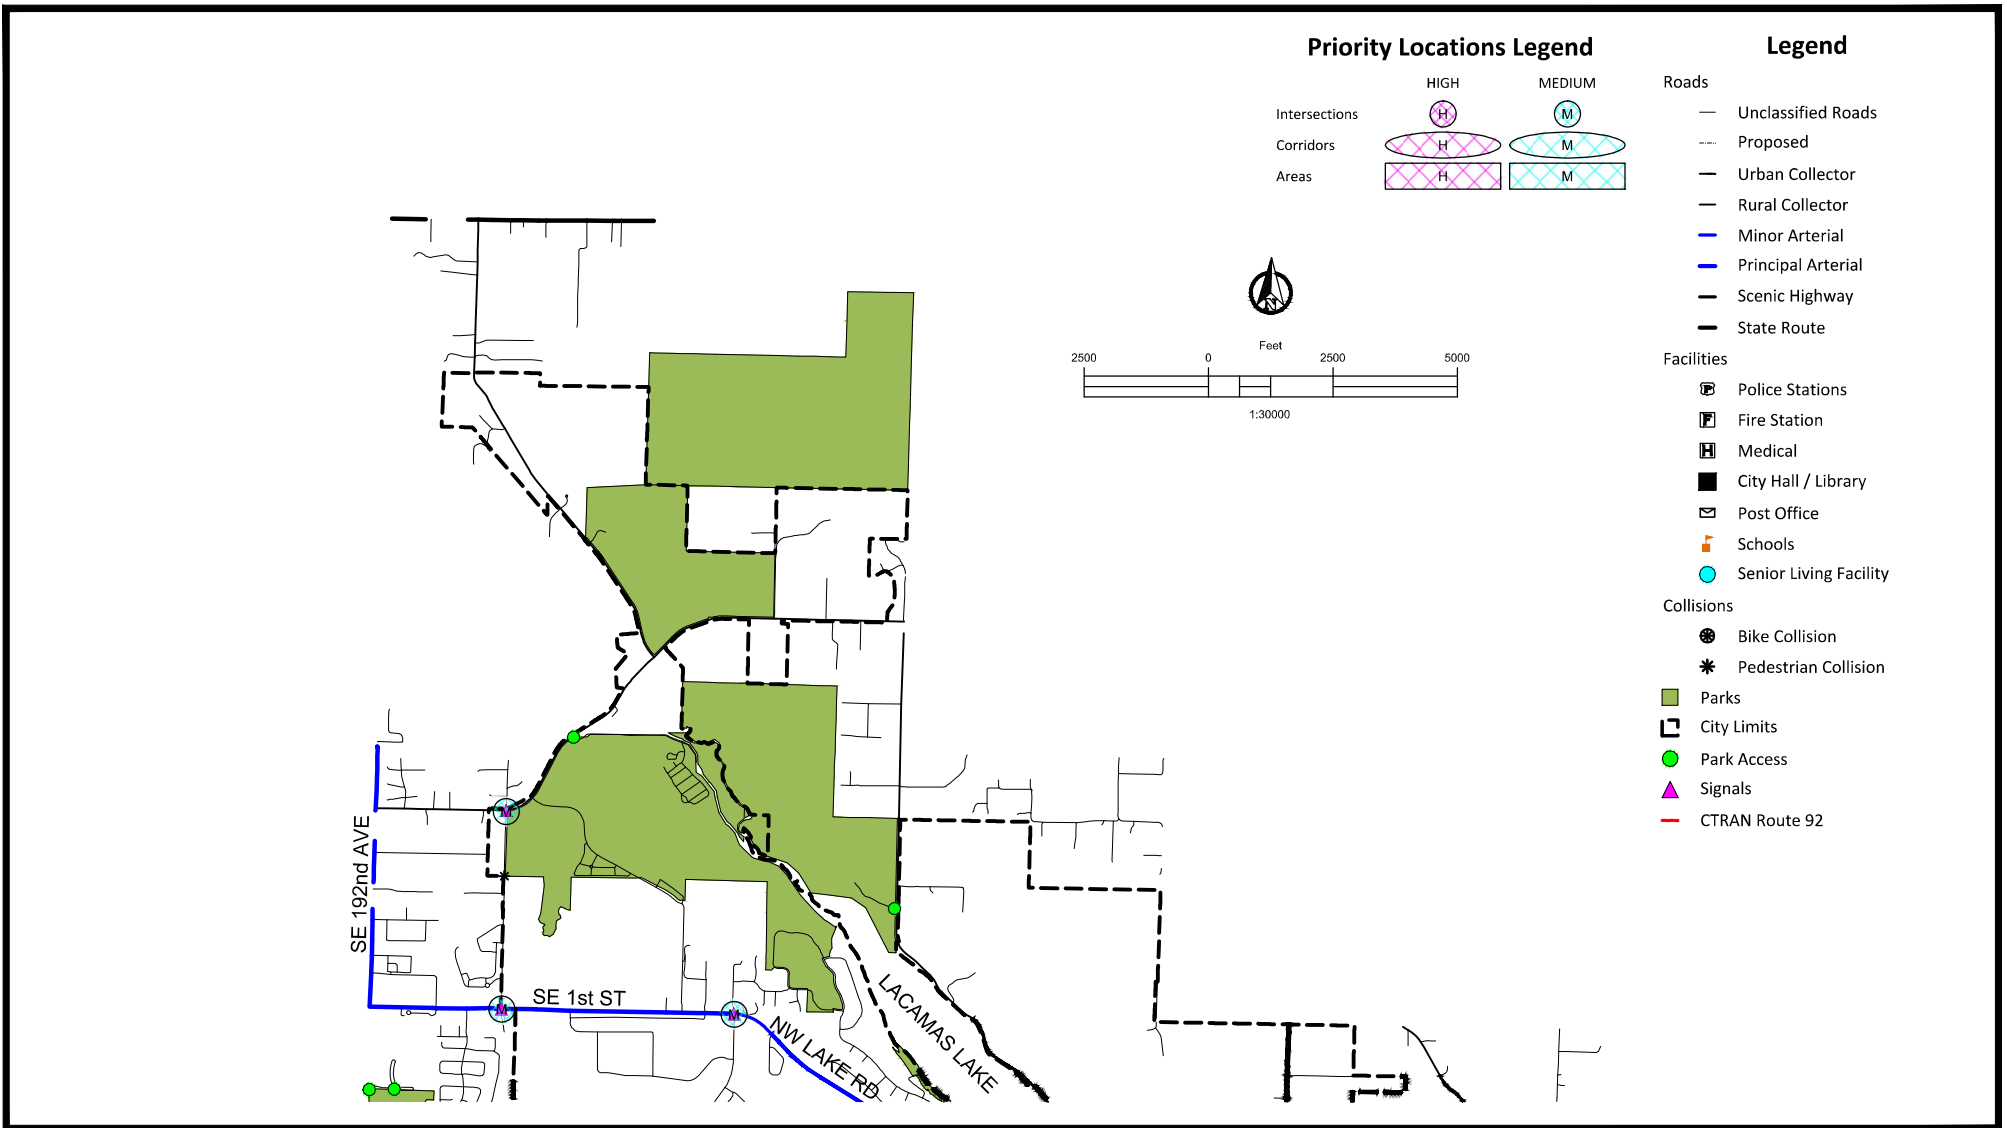 Priority Locations Legend
HIGH MEDIUM
Intersections H M
Corridors H M
Areas H M
Legend
Roads
Unclassified Roads
Proposed
Urban Collector
Rural Collector
Minor Arterial
Principal Arterial
Scenic Highway
State Route
Facilities
P Police Stations
F Fire Station
H Medical
City Hall / Library
Post Office
Schools
Senior Living Facility
Collisions
Bike Collision
Pedestrian Collision
Parks
City Limits
Park Access
Signals
CTRAN Route 92
N
Feet
2500 0 2500 5000
1:30000
M
SE 192nd AVE
M
SE 1st ST
M
NW LAKE RD
LACAMAS LAKE